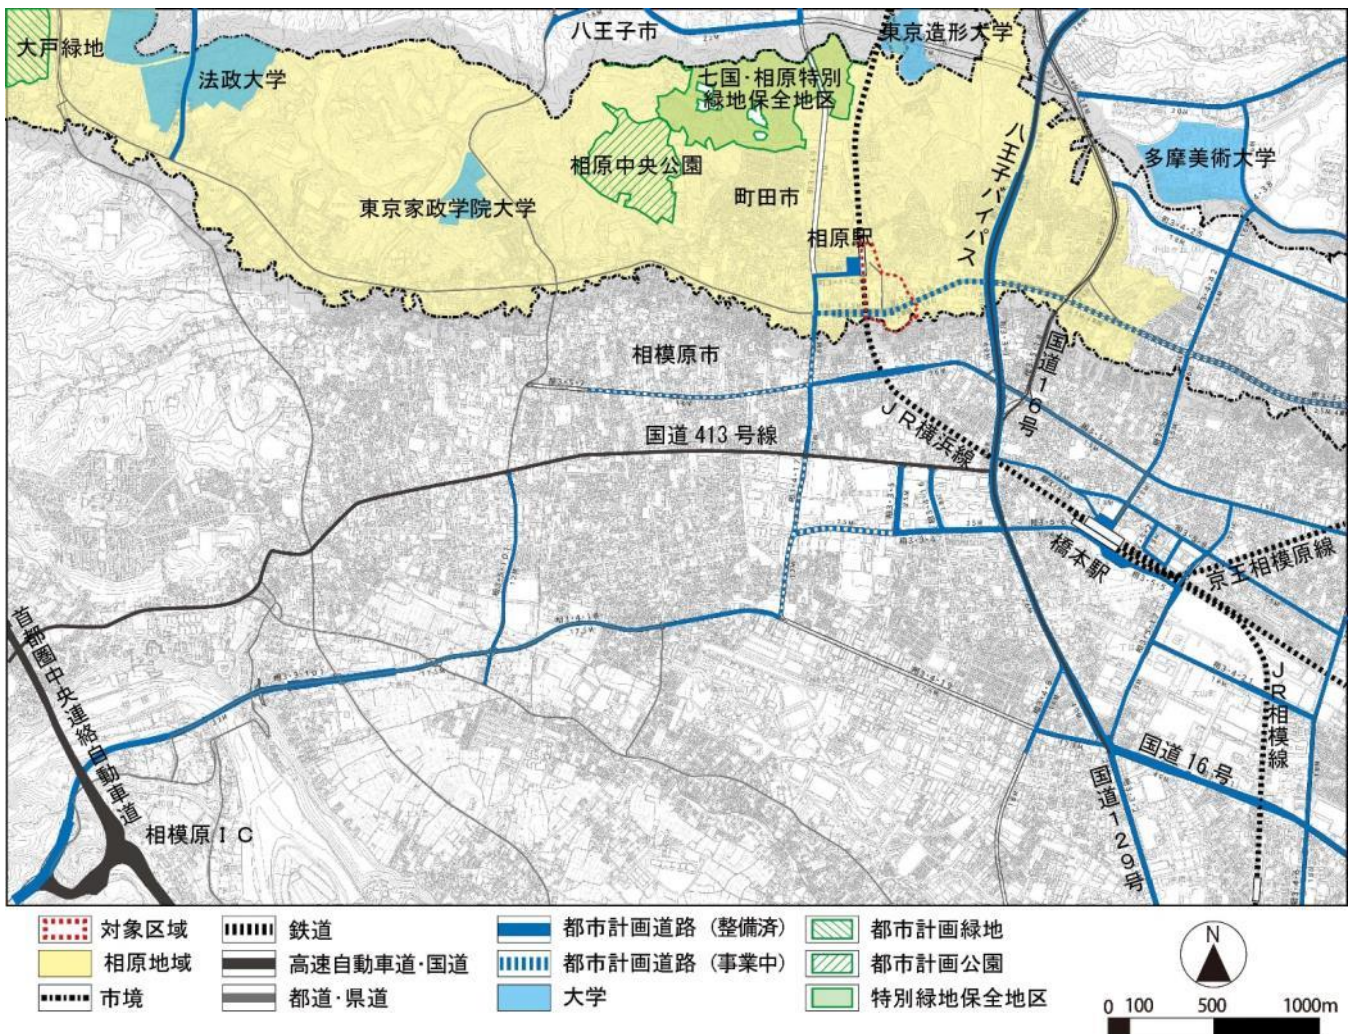 大戸緑地
法政大学
八王子市
七国・相原特別
緑地保全地区
東京造形大学
多摩美術大学
相原中央公園
東京家政学院大学
町田市
相原駅
八王子バイパス
相模原市
国道16号
国道413号線
JR横浜線
橋本駅
京王相模原線
首都圏中央連絡自動車道
相模原IC
JR相模線
国道16号
国道129号
対象区域
鉄道
都市計画道路（整備済）
都市計画緑地
相原地域
高速自動車道・国道
都市計画道路（事業中）
都市計画公園
市境
都道・県道
大学
特別緑地保全地区
N
0 100 500 1000m